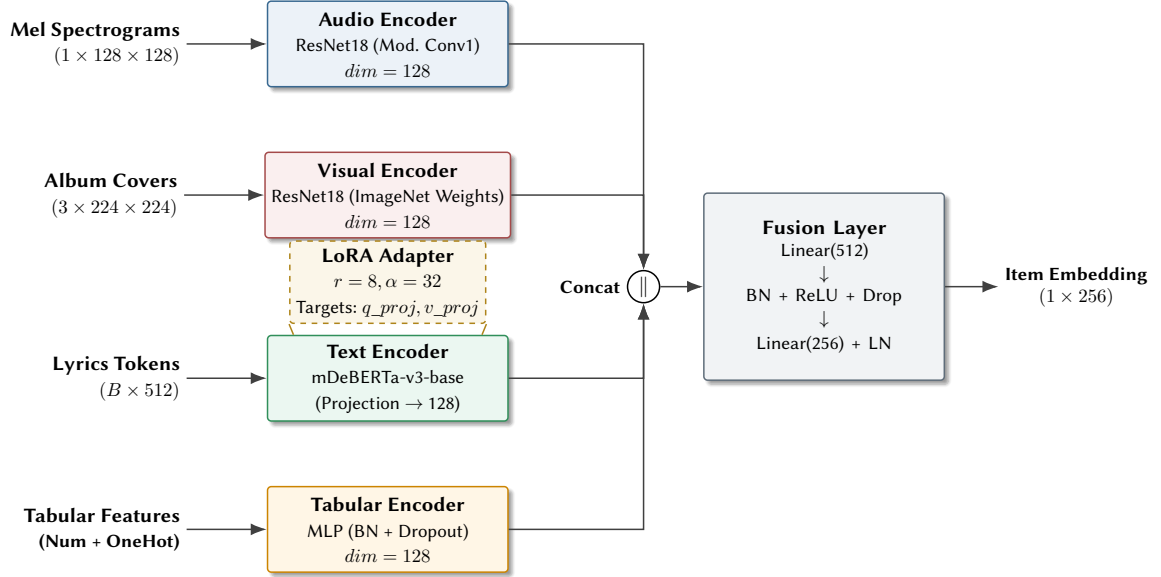 Mel Spectrograms
(1 × 128 × 128)
Audio Encoder
ResNet18 (Mod. Conv1)
dim = 128
Album Covers
(3 × 224 × 224)
Visual Encoder
ResNet18 (ImageNet Weights)
dim = 128
LoRA Adapter
r = 8, α = 32
Targets: q_proj, v_proj
Lyrics Tokens
(B × 512)
Text Encoder
mDeBERTa-v3-base
(Projection → 128)
Tabular Features
(Num + OneHot)
Tabular Encoder
MLP (BN + Dropout)
dim = 128
Concat
||
Fusion Layer
Linear(512)
↓
BN + ReLU + Drop
↓
Linear(256) + LN
Item Embedding
(1 × 256)